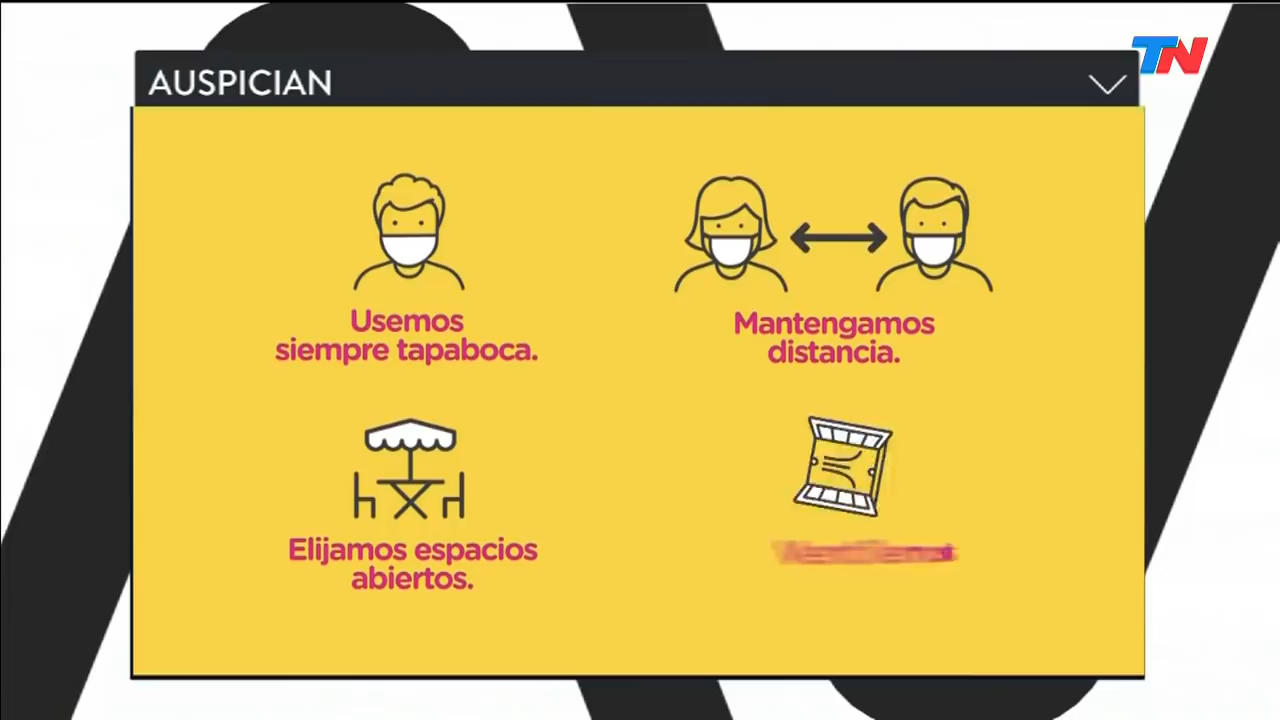 AUSPICIAN
TN
Usemos
siempre tapaboca.
Mantengamos
distancia.
Elijamos espacios
abiertos.